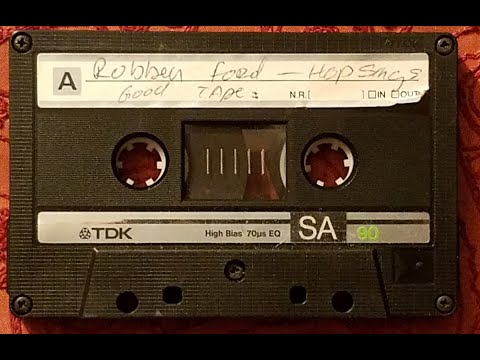 A Robben Ford — Hop Sings
Good TAPe: N.R.[ ] IN OUT
TDK High Bias 70µs EQ SA 90